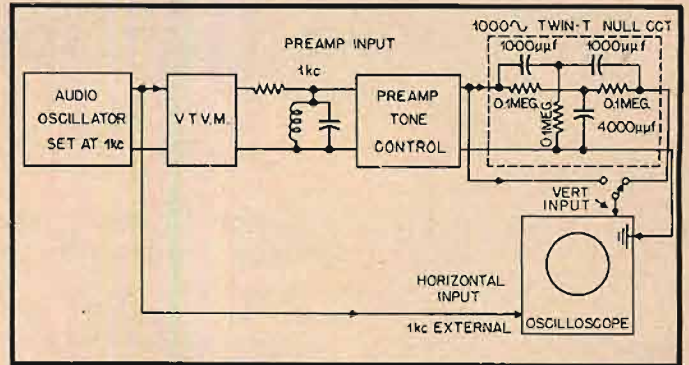 1000~ TWIN-T NULL CCT
PREAMP INPUT
1kc
1000µµf
1000µµf
AUDIO
OSCILLATOR
SET AT 1kc
V.T.V.M.
PREAMP
TONE
CONTROL
0.1MEG.
0.1MEG.
0.1MEG.
4000µµf
VERT
INPUT
HORIZONTAL
INPUT
1kc EXTERNAL
OSCILLOSCOPE